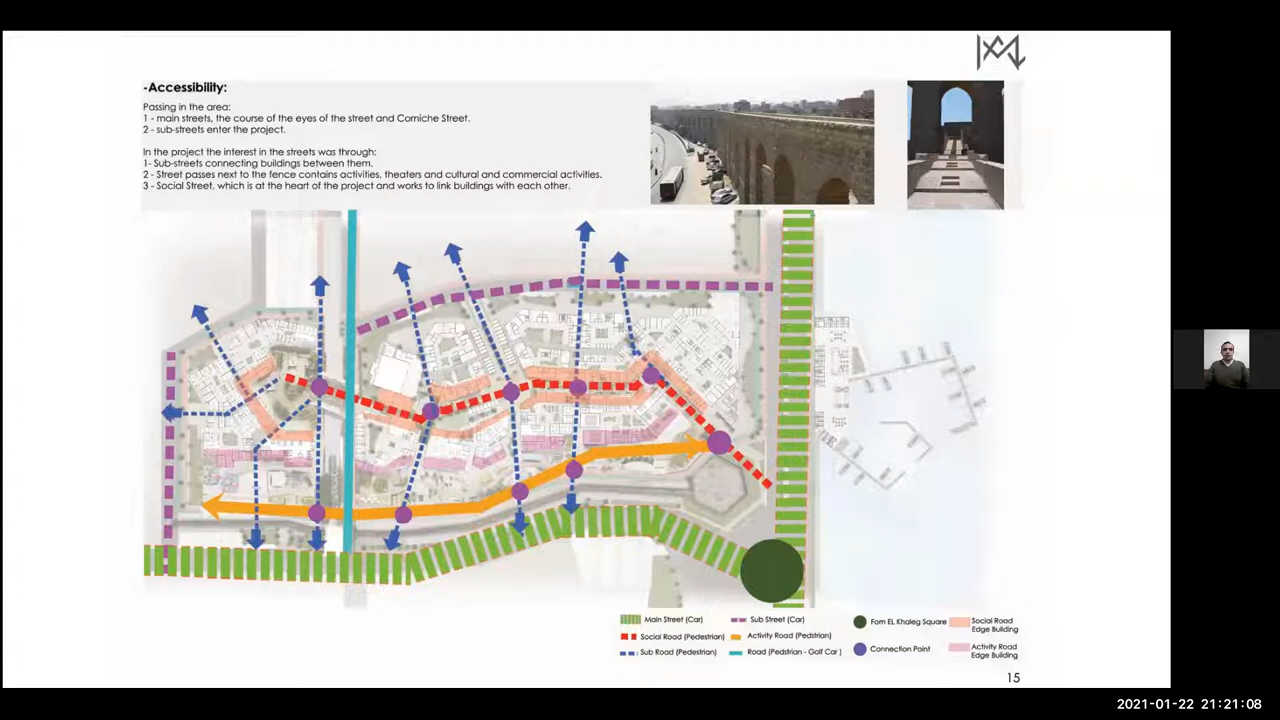 -Accessibility:
Passing in the area:
1 - main streets, the course of the eyes of the street and Corniche Street.
2 - sub-streets enter the project.
In the project the interest in the streets was through:
1- Sub-streets connecting buildings between them.
2 - Street passes next to the fence contains activities, theaters and cultural and commercial activities.
3 - Social Street, which is at the heart of the project and works to link buildings with each other.
Main Street (Car)
Sub Street (Car)
Fom EL Khaleg Square
Social Road
Edge Building
Social Road (Pedestrian)
Activity Road (Pedstrian)
Sub Road (Pedestrian)
Road (Pedstrian - Golf Car )
Connection Point
Activity Road
Edge Building
15
2021-01-22 21:21:08